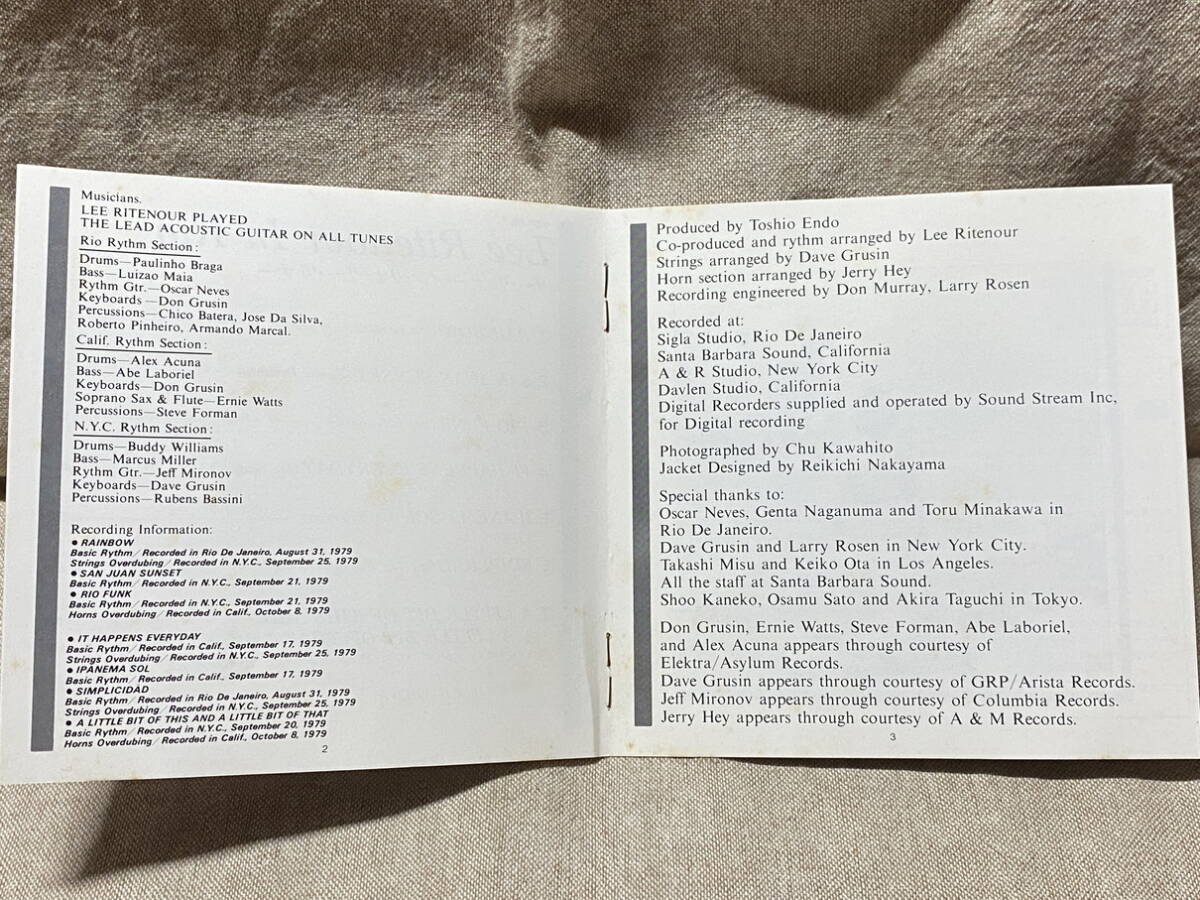 Musicians.
LEE RITENOUR PLAYED
THE LEAD ACOUSTIC GUITAR ON ALL TUNES
Rio Rythm Section:
Drums—Paulinho Braga
Bass—Luizao Maia
Rythm Gtr.—Oscar Neves
Keyboards—Don Grusin
Percussions—Chico Batera, Jose Da Silva,
Roberto Pinheiro, Armando Marcal.
Calif. Rythm Section:
Drums—Alex Acuna
Bass—Abe Laboriel
Keyboards—Don Grusin
Soprano Sax & Flute—Ernie Watts
Percussions—Steve Forman
N.Y.C. Rythm Section:
Drums—Buddy Williams
Bass—Marcus Miller
Rythm Gtr.—Jeff Mironov
Keyboards—Dave Grusin
Percussions—Rubens Bassini
Recording Information:
● RAINBOW
Basic Rythm/Recorded in Rio De Janeiro, August 31, 1979
Strings Overdubing/Recorded in N.Y.C., September 25, 1979
● SAN JUAN SUNSET
Basic Rythm/Recorded in N.Y.C., September 21, 1979
● RIO FUNK
Basic Rythm/Recorded in N.Y.C., September 21, 1979
Horns Overdubing/Recorded in Calif., October 8, 1979
● IT HAPPENS EVERYDAY
Basic Rythm/Recorded in Calif., September 17, 1979
Strings Overdubing/Recorded in N.Y.C., September 25, 1979
● IPANEMA SOL
Basic Rythm/Recorded in Calif., September 17, 1979
● SIMPLICIDAD
Basic Rythm/Recorded in Rio De Janeiro, August 31, 1979
Strings Overdubing/Recorded in N.Y.C., September 25, 1979
● A LITTLE BIT OF THIS AND A LITTLE BIT OF THAT
Basic Rythm/Recorded in N.Y.C., September 20, 1979
Horns Overdubing/Recorded in Calif., October 8, 1979
2
Produced by Toshio Endo
Co-produced and rythm arranged by Lee Ritenour
Strings arranged by Dave Grusin
Horn section arranged by Jerry Hey
Recording engineered by Don Murray, Larry Rosen
Recorded at:
Sigla Studio, Rio De Janeiro
Santa Barbara Sound, California
A & R Studio, New York City
Davlen Studio, California
Digital Recorders supplied and operated by Sound Stream Inc,
for Digital recording
Photographed by Chu Kawahito
Jacket Designed by Reikichi Nakayama
Special thanks to:
Oscar Neves, Genta Naganuma and Toru Minakawa in
Rio De Janeiro.
Dave Grusin and Larry Rosen in New York City.
Takashi Misu and Keiko Ota in Los Angeles.
All the staff at Santa Barbara Sound.
Shoo Kaneko, Osamu Sato and Akira Taguchi in Tokyo.
Don Grusin, Ernie Watts, Steve Forman, Abe Laboriel,
and Alex Acuna appears through courtesy of
Elektra/Asylum Records.
Dave Grusin appears through courtesy of GRP/Arista Records.
Jeff Mironov appears through courtesy of Columbia Records.
Jerry Hey appears through courtesy of A & M Records.
3